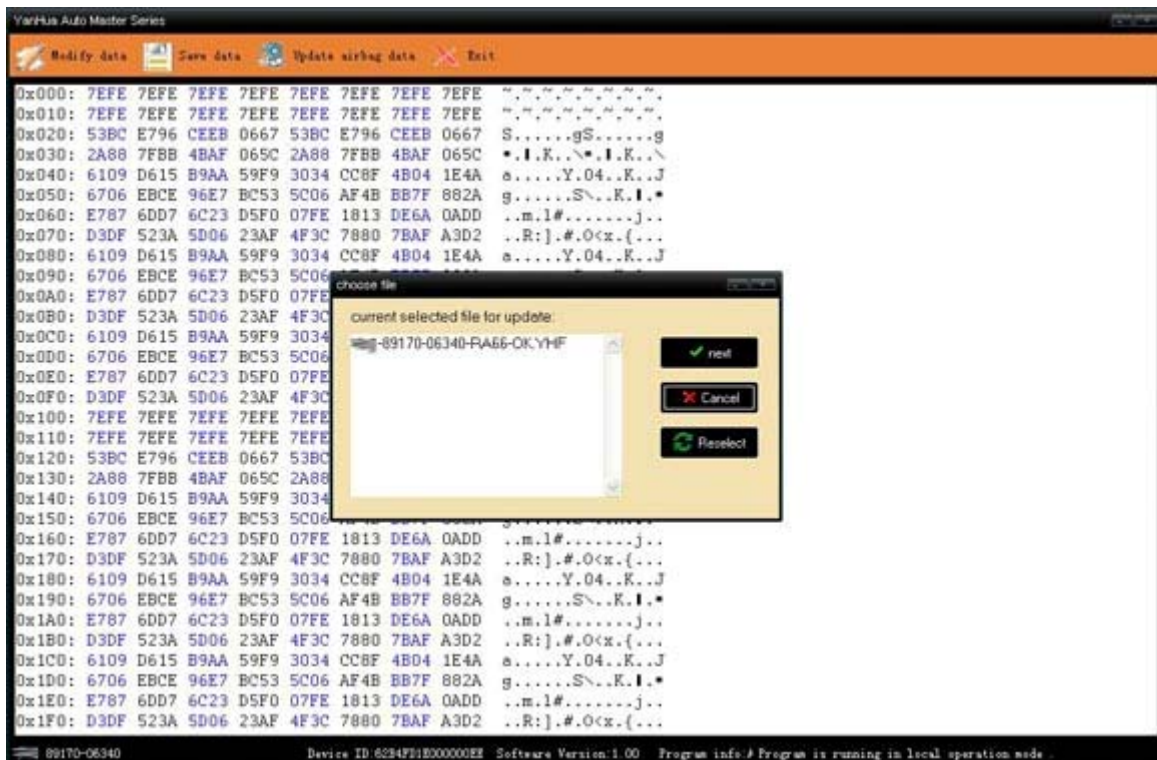 YanHua Auto Master Series
Modify data Save data Update airbag data Exit
0x000: 7EFE 7EFE 7EFE 7EFE 7EFE 7EFE 7EFE 7EFE ~.~.~.~.~.~.~.~.
0x010: 7EFE 7EFE 7EFE 7EFE 7EFE 7EFE 7EFE 7EFE ~.~.~.~.~.~.~.~.
0x020: 53BC E796 CEEB 0667 53BC E796 CEEB 0667 S......gS......g
0x030: 2A88 7FBB 4BAF 065C 2A88 7FBB 4BAF 065C *.▌.K..\*.▌.K..\
0x040: 6109 D615 B9AA 59F9 3034 CC8F 4B04 1E4A a.....Y.04..K..J
0x050: 6706 EBCE 96E7 BC53 5C06 AF4B BB7F 882A g......S\..K.▌.*
0x060: E787 6DD7 6C23 D5F0 07FE 1813 DE6A 0ADD ..m.l#.......j..
0x070: D3DF 523A 5D06 23AF 4F3C 7880 7BAF A3D2 ..R:].#.O<x.{...
0x080: 6109 D615 B9AA 59F9 3034 CC8F 4B04 1E4A a.....Y.04..K..J
0x090: 6706 EBCE 96E7 BC53 5C06
0x0A0: E787 6DD7 6C23 D5F0 07FE
0x0B0: D3DF 523A 5D06 23AF 4F3C
0x0C0: 6109 D615 B9AA 59F9 3034
0x0D0: 6706 EBCE 96E7 BC53 5C06
0x0E0: E787 6DD7 6C23 D5F0 07FE
0x0F0: D3DF 523A 5D06 23AF 4F3C
0x100: 7EFE 7EFE 7EFE 7EFE 7EFE
0x110: 7EFE 7EFE 7EFE 7EFE 7EFE
0x120: 53BC E796 CEEB 0667 53BC
0x130: 2A88 7FBB 4BAF 065C 2A88
0x140: 6109 D615 B9AA 59F9 3034
0x150: 6706 EBCE 96E7 BC53 5C06
0x160: E787 6DD7 6C23 D5F0 07FE 1813 DE6A 0ADD ..m.l#.......j..
0x170: D3DF 523A 5D06 23AF 4F3C 7880 7BAF A3D2 ..R:].#.O<x.{...
0x180: 6109 D615 B9AA 59F9 3034 CC8F 4B04 1E4A a.....Y.04..K..J
0x190: 6706 EBCE 96E7 BC53 5C06 AF4B BB7F 882A g......S\..K.▌.*
0x1A0: E787 6DD7 6C23 D5F0 07FE 1813 DE6A 0ADD ..m.l#.......j..
0x1B0: D3DF 523A 5D06 23AF 4F3C 7880 7BAF A3D2 ..R:].#.O<x.{...
0x1C0: 6109 D615 B9AA 59F9 3034 CC8F 4B04 1E4A a.....Y.04..K..J
0x1D0: 6706 EBCE 96E7 BC53 5C06 AF4B BB7F 882A g......S\..K.▌.*
0x1E0: E787 6DD7 6C23 D5F0 07FE 1813 DE6A 0ADD ..m.l#.......j..
0x1F0: D3DF 523A 5D06 23AF 4F3C 7880 7BAF A3D2 ..R:].#.O<x.{...
choose file
current selected file for update:
-89170-06340-RA66-OK.YHF
next
Cancel
Reselect
89170-06340 Device ID:62B4FD1E000000EE Software Version:1.00 Program info:# Program is running in local operation mode .